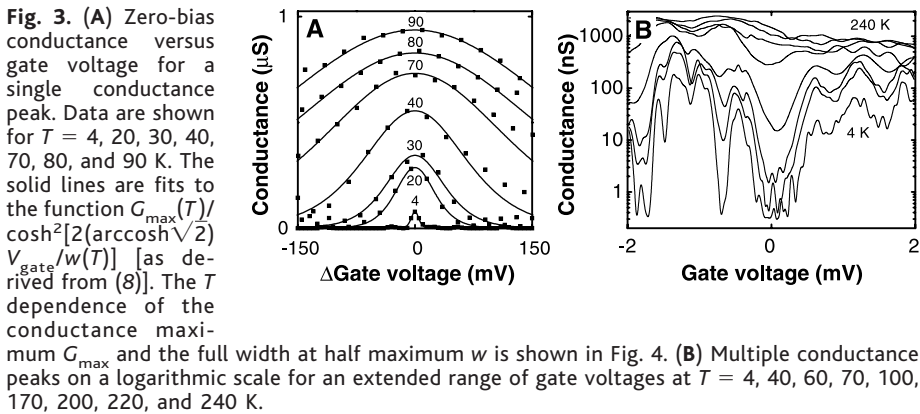 Fig. 3. (A) Zero-bias
conductance versus
gate voltage for a
single conductance
peak. Data are shown
for T = 4, 20, 30, 40,
70, 80, and 90 K. The
solid lines are fits to
the function Gmax(T)/
cosh²[2(arccosh√2)
Vgate/w(T)] [as de-
rived from (8)]. The T
dependence of the
conductance maxi-
mum Gmax and the full width at half maximum w is shown in Fig. 4. (B) Multiple conductance
peaks on a logarithmic scale for an extended range of gate voltages at T = 4, 40, 60, 70, 100,
170, 200, 220, and 240 K.
A
Conductance (μS)
1
0
90
80
70
40
30
20
4
-150
0
150
ΔGate voltage (mV)
B
Conductance (nS)
1000
100
10
1
240 K
4 K
-2
0
2
Gate voltage (mV)